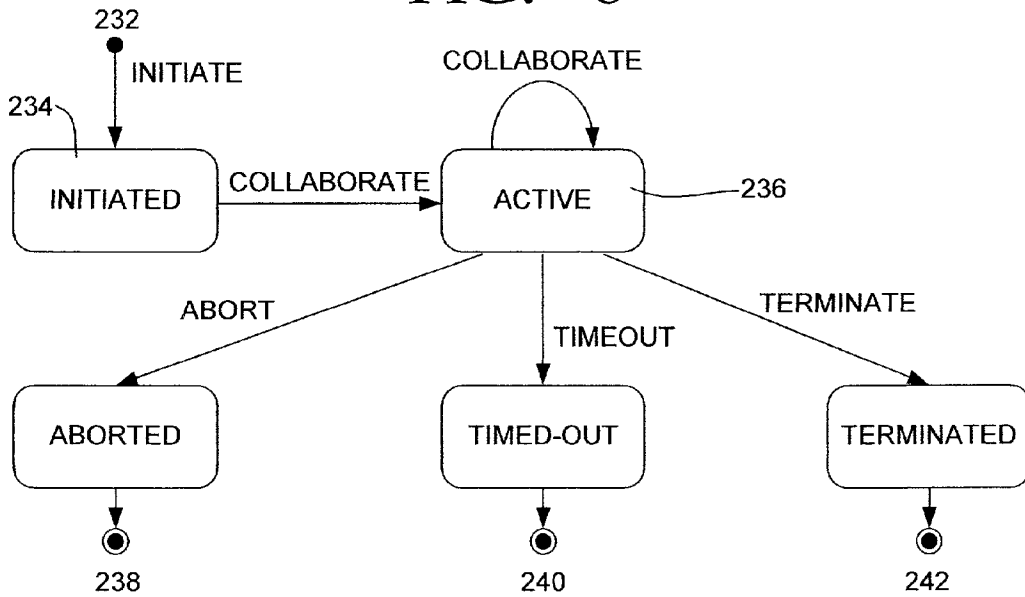 232
INITIATE
COLLABORATE
234
INITIATED
COLLABORATE
ACTIVE
236
ABORT
TIMEOUT
TERMINATE
ABORTED
TIMED-OUT
TERMINATED
238
240
242